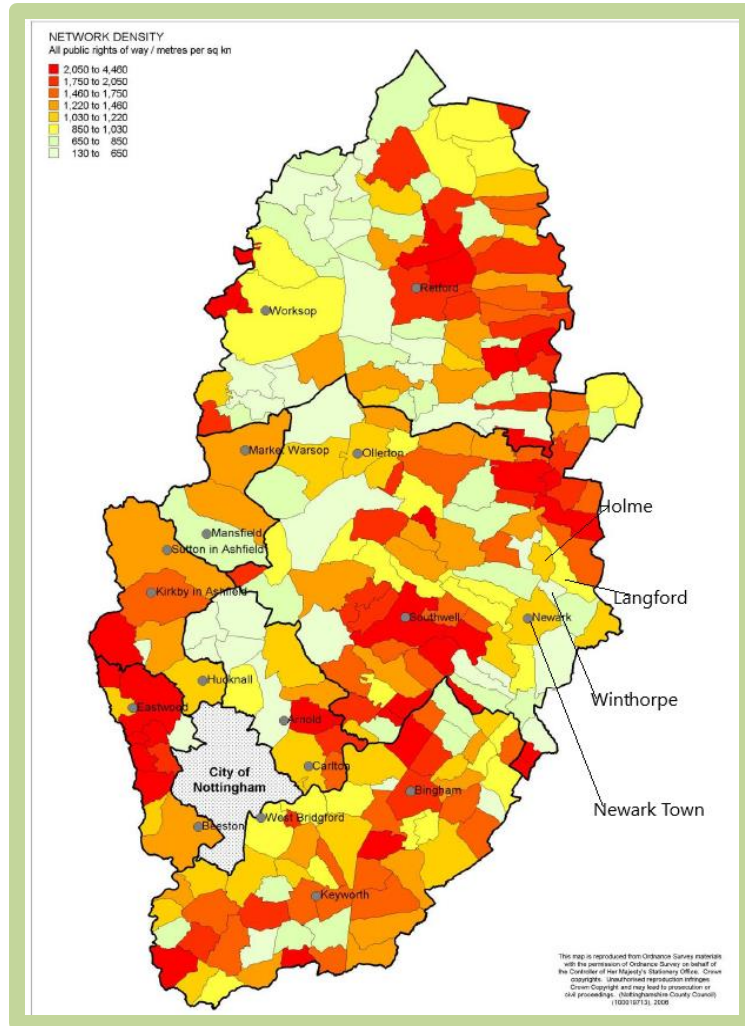 NETWORK DENSITY
All public rights of way / metres per sq kn
2,050 to 4,460
1,750 to 2,050
1,460 to 1,750
1,220 to 1,460
1,030 to 1,220
850 to 1,030
650 to 850
130 to 650
Retford
Worksop
Marke. Warsop
Ollerton
Holme
Mansfield
Sutton in Ashfield
Kirkby in Ashfield
Langford
Southwell
Newark
Hucknall
Winthorpe
Eastwood
Arnold
City of
Nottingham
Carlton
Bingham
Newark Town
West Bridgford
Beeston
Keyworth
This map is reproduced from Ordnance Survey materials
with the permission of Ordnance Survey on behalf of
the Controller of Her Majesty's Stationery Office. Crown
copyrights. Unauthorised reproduction infringes
Crown Copyright and may lead to prosecution or
civil proceedings. (Nottinghamshire County Council)
(100019713), 2008